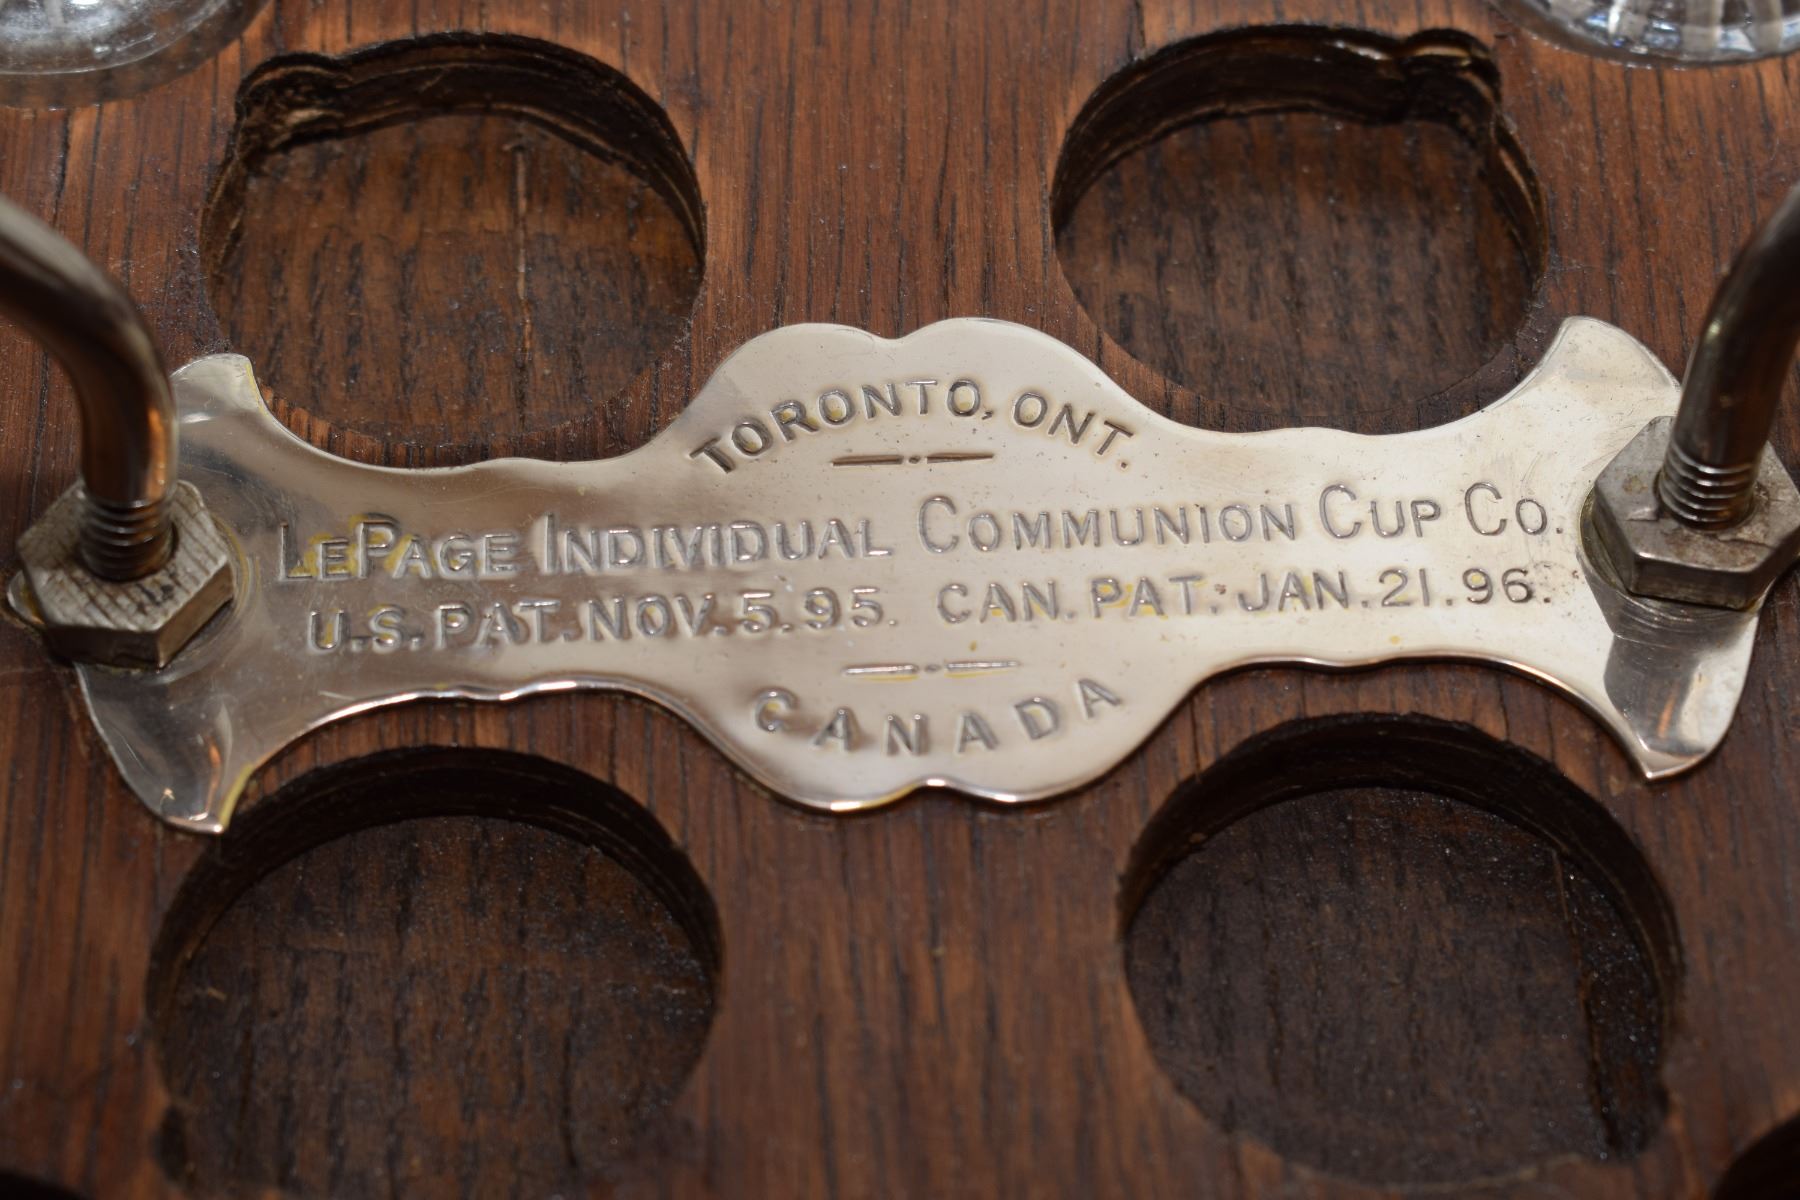 TORONTO, ONT.
LEPAGE INDIVIDUAL COMMUNION CUP CO.
U.S. PAT. NOV. 5. 95. CAN. PAT. JAN. 21. 96.
CANADA